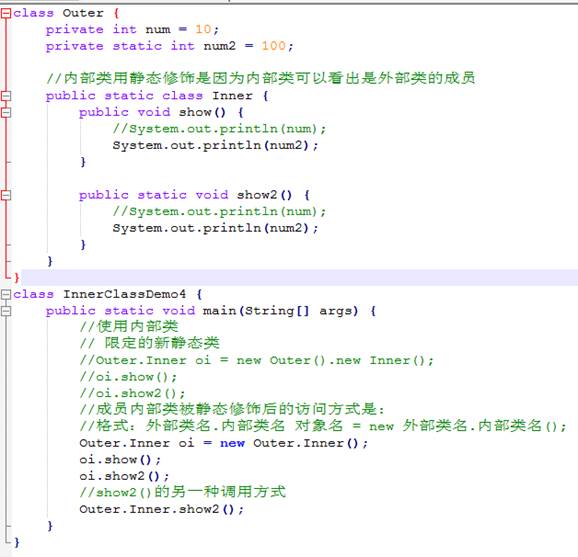 class Outer {
    private int num = 10;
    private static int num2 = 100;

    //内部类用静态修饰是因为内部类可以看出是外部类的成员
    public static class Inner {
        public void show() {
            //System.out.println(num);
            System.out.println(num2);
        }

        public static void show2() {
            //System.out.println(num);
            System.out.println(num2);
        }
    }
}
class InnerClassDemo4 {
    public static void main(String[] args) {
        //使用内部类
        // 限定的新静态类
        //Outer.Inner oi = new Outer().new Inner();
        //oi.show();
        //oi.show2();
        //成员内部类被静态修饰后的访问方式是:
        //格式: 外部类名.内部类名 对象名 = new 外部类名.内部类名();
        Outer.Inner oi = new Outer.Inner();
        oi.show();
        oi.show2();
        //show2()的另一种调用方式
        Outer.Inner.show2();
    }
}